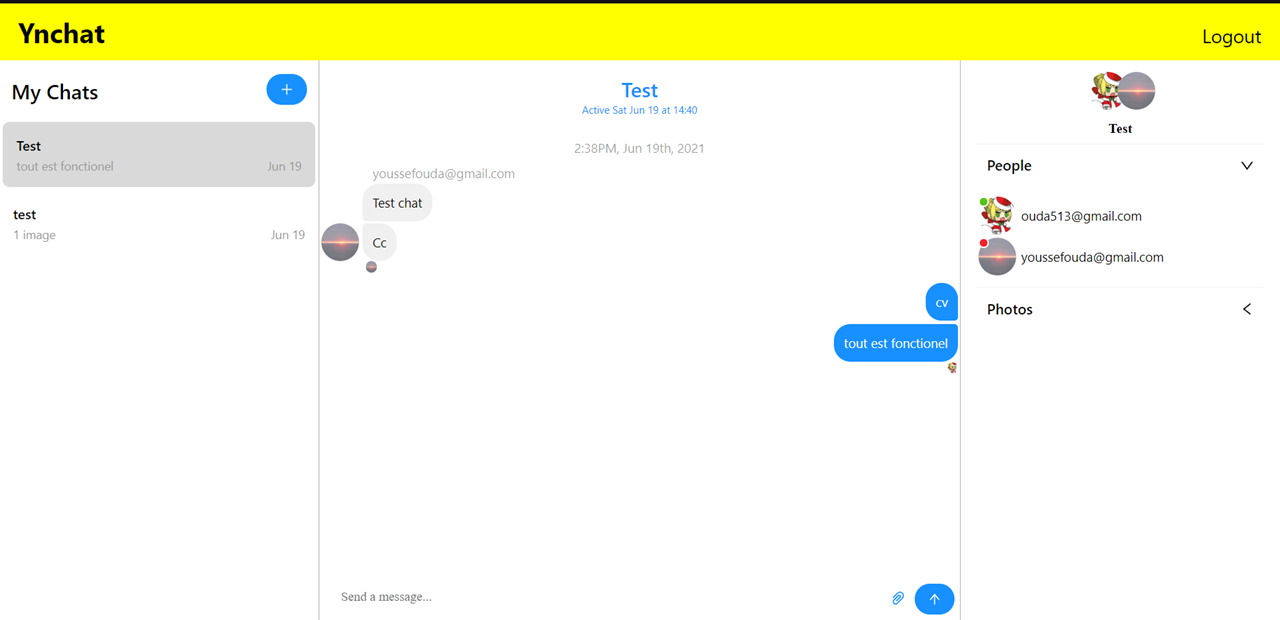 Ynchat
Logout
My Chats
+
Test
tout est fonctionel
Jun 19
test
1 image
Jun 19
Test
Active Sat Jun 19 at 14:40
2:38PM, Jun 19th, 2021
youssefouda@gmail.com
Test chat
Cc
cv
tout est fonctionel
Send a message...
Test
People
ouda513@gmail.com
youssefouda@gmail.com
Photos